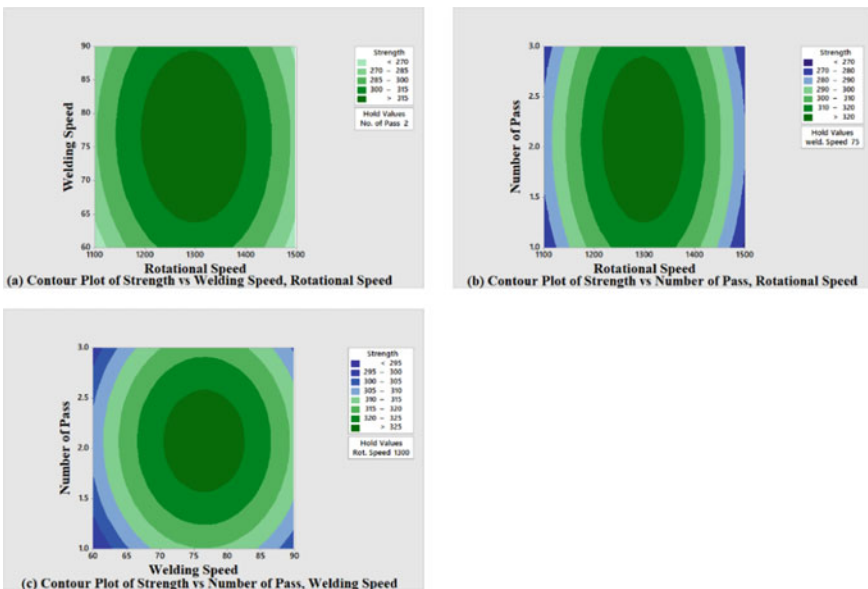 90
85
80
75
70
65
60
Welding Speed
1100 1200 1300 1400 1500
Rotational Speed
Strength
< 270
270 – 285
285 – 300
300 – 315
> 315
Hold Values
No. of Pass 2
(a) Contour Plot of Strength vs Welding Speed, Rotational Speed
3.0
2.5
2.0
1.5
1.0
Number of Pass
1100 1200 1300 1400 1500
Rotational Speed
Strength
< 270
270 – 280
280 – 290
290 – 300
300 – 310
310 – 320
> 320
Hold Values
weld. Speed 75
(b) Contour Plot of Strength vs Number of Pass, Rotational Speed
3.0
2.5
2.0
1.5
1.0
Number of Pass
60 65 70 75 80 85 90
Welding Speed
Strength
< 295
295 – 300
300 – 305
305 – 310
310 – 315
315 – 320
320 – 325
> 325
Hold Values
Rot. Speed 1300
(c) Contour Plot of Strength vs Number of Pass, Welding Speed